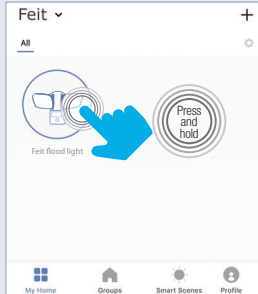 Feit
All
Press
and
hold
Feit flood light
My Home Groups Smart Scenes Profile